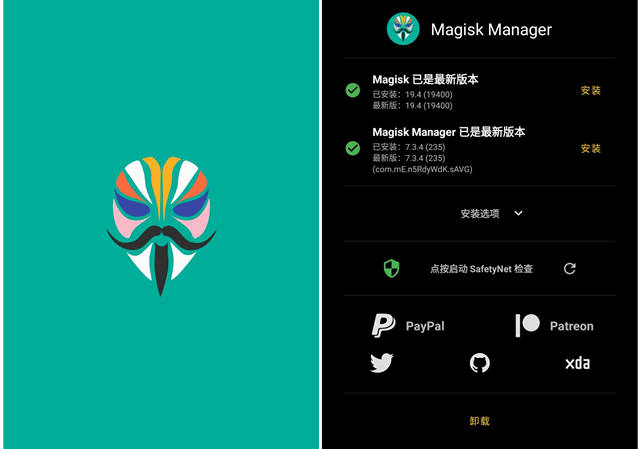 Magisk Manager
Magisk 已是最新版本
已安装：19.4 (19400)
最新版：19.4 (19400)
安装
Magisk Manager 已是最新版本
已安装：7.3.4 (235)
最新版：7.3.4 (235)
(com.mE.n5RdyWdK.sAVG)
安装
安装选项
点按启动 SafetyNet 检查
PayPal
Patreon
xda
卸载